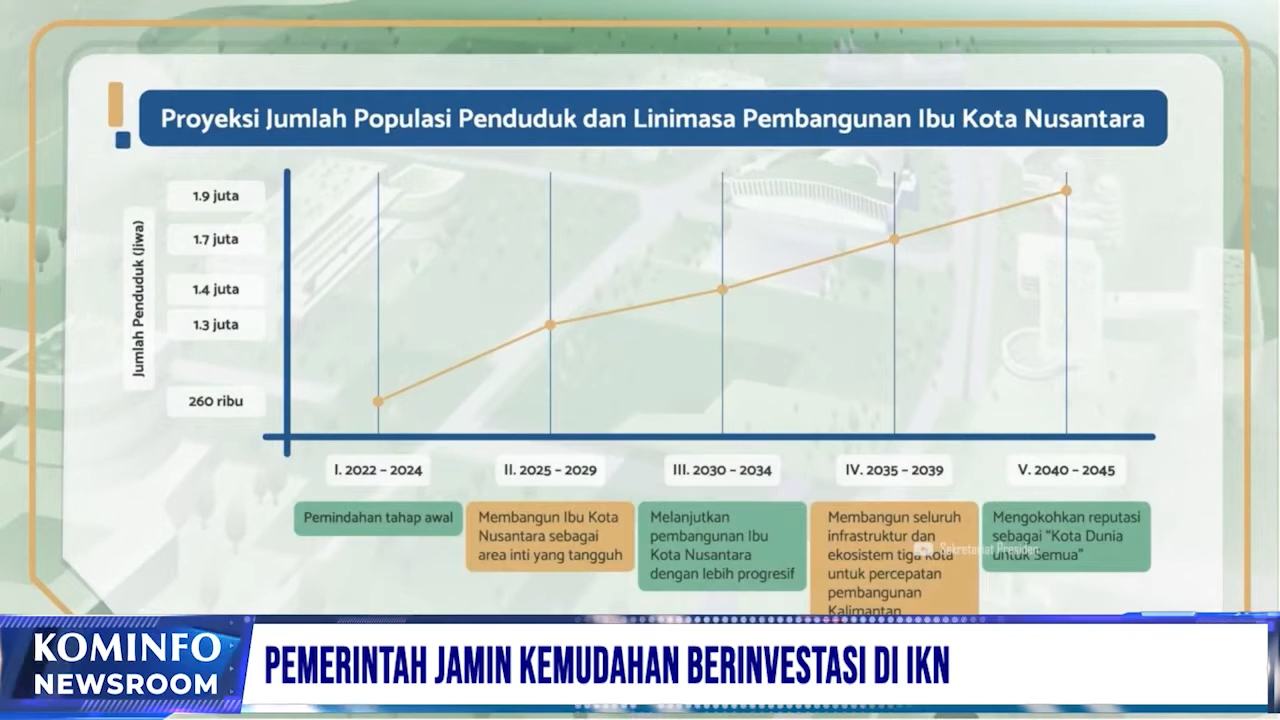 Proyeksi Jumlah Populasi Penduduk dan Linimasa Pembangunan Ibu Kota Nusantara
Jumlah Penduduk (Jiwa)
1.9 juta
1.7 juta
1.4 juta
1.3 juta
260 ribu
I. 2022 – 2024
II. 2025 – 2029
III. 2030 – 2034
IV. 2035 – 2039
V. 2040 – 2045
Pemindahan tahap awal
Membangun Ibu Kota
Nusantara sebagai
area inti yang tangguh
Melanjutkan
pembangunan Ibu
Kota Nusantara
dengan lebih progresif
Membangun seluruh
infrastruktur dan
ekosistem tiga kota
untuk percepatan
pembangunan
Kalimantan
Mengokohkan reputasi
sebagai "Kota Dunia
untuk Semua"
Sekretariat Presiden
KOMINFO
NEWSROOM
PEMERINTAH JAMIN KEMUDAHAN BERINVESTASI DI IKN